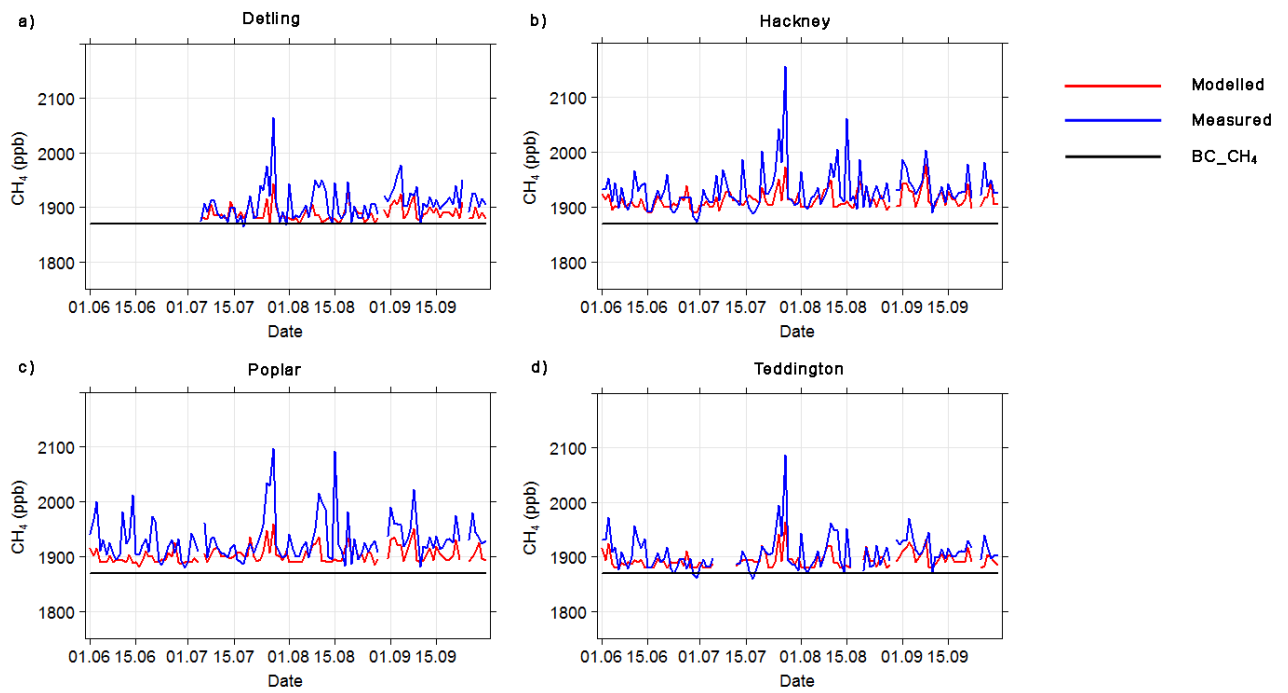 a) Detling
2100
2000
1900
1800
CH₄ (ppb)
01.06 15.06 01.07 15.07 01.08 15.08 01.09 15.09
Date
b) Hackney
2100
2000
1900
1800
CH₄ (ppb)
01.06 15.06 01.07 15.07 01.08 15.08 01.09 15.09
Date
Modelled
Measured
BC_CH₄
c) Poplar
2100
2000
1900
1800
CH₄ (ppb)
01.06 15.06 01.07 15.07 01.08 15.08 01.09 15.09
Date
d) Teddington
2100
2000
1900
1800
CH₄ (ppb)
01.06 15.06 01.07 15.07 01.08 15.08 01.09 15.09
Date